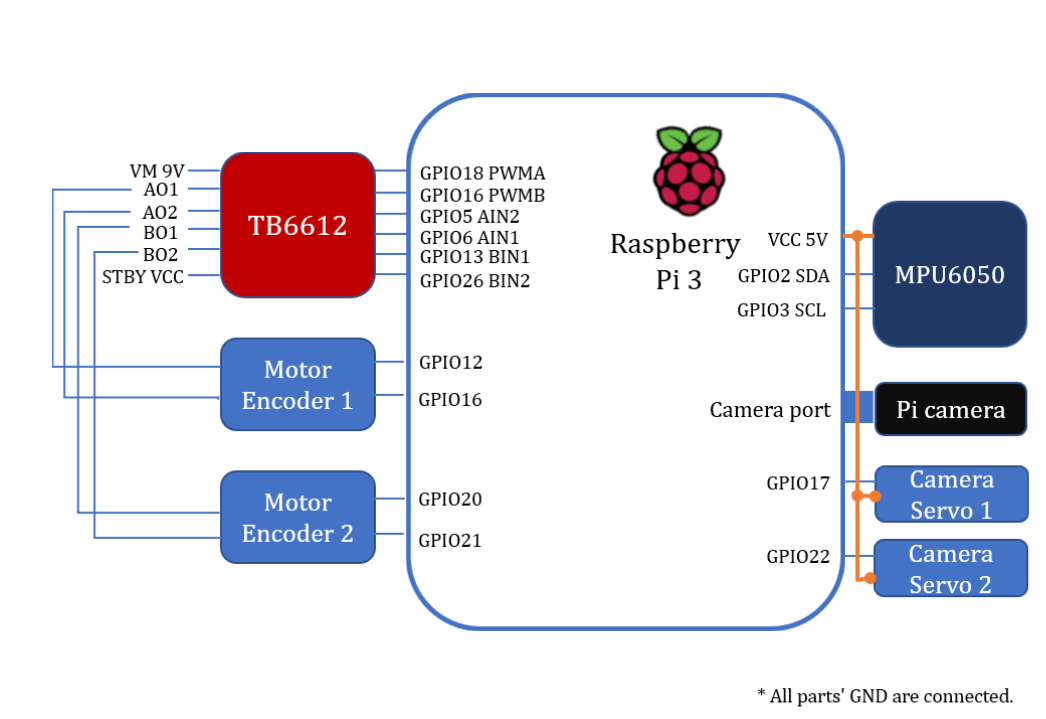 VM 9V
AO1
AO2
BO1
BO2
STBY VCC
TB6612
GPIO18 PWMA
GPIO16 PWMB
GPIO5 AIN2
GPIO6 AIN1
GPIO13 BIN1
GPIO26 BIN2
Motor
Encoder 1
GPIO12
GPIO16
Motor
Encoder 2
GPIO20
GPIO21
Raspberry
Pi 3
VCC 5V
GPIO2 SDA
GPIO3 SCL
MPU6050
Camera port
Pi camera
GPIO17
Camera
Servo 1
GPIO22
Camera
Servo 2
* All parts' GND are connected.